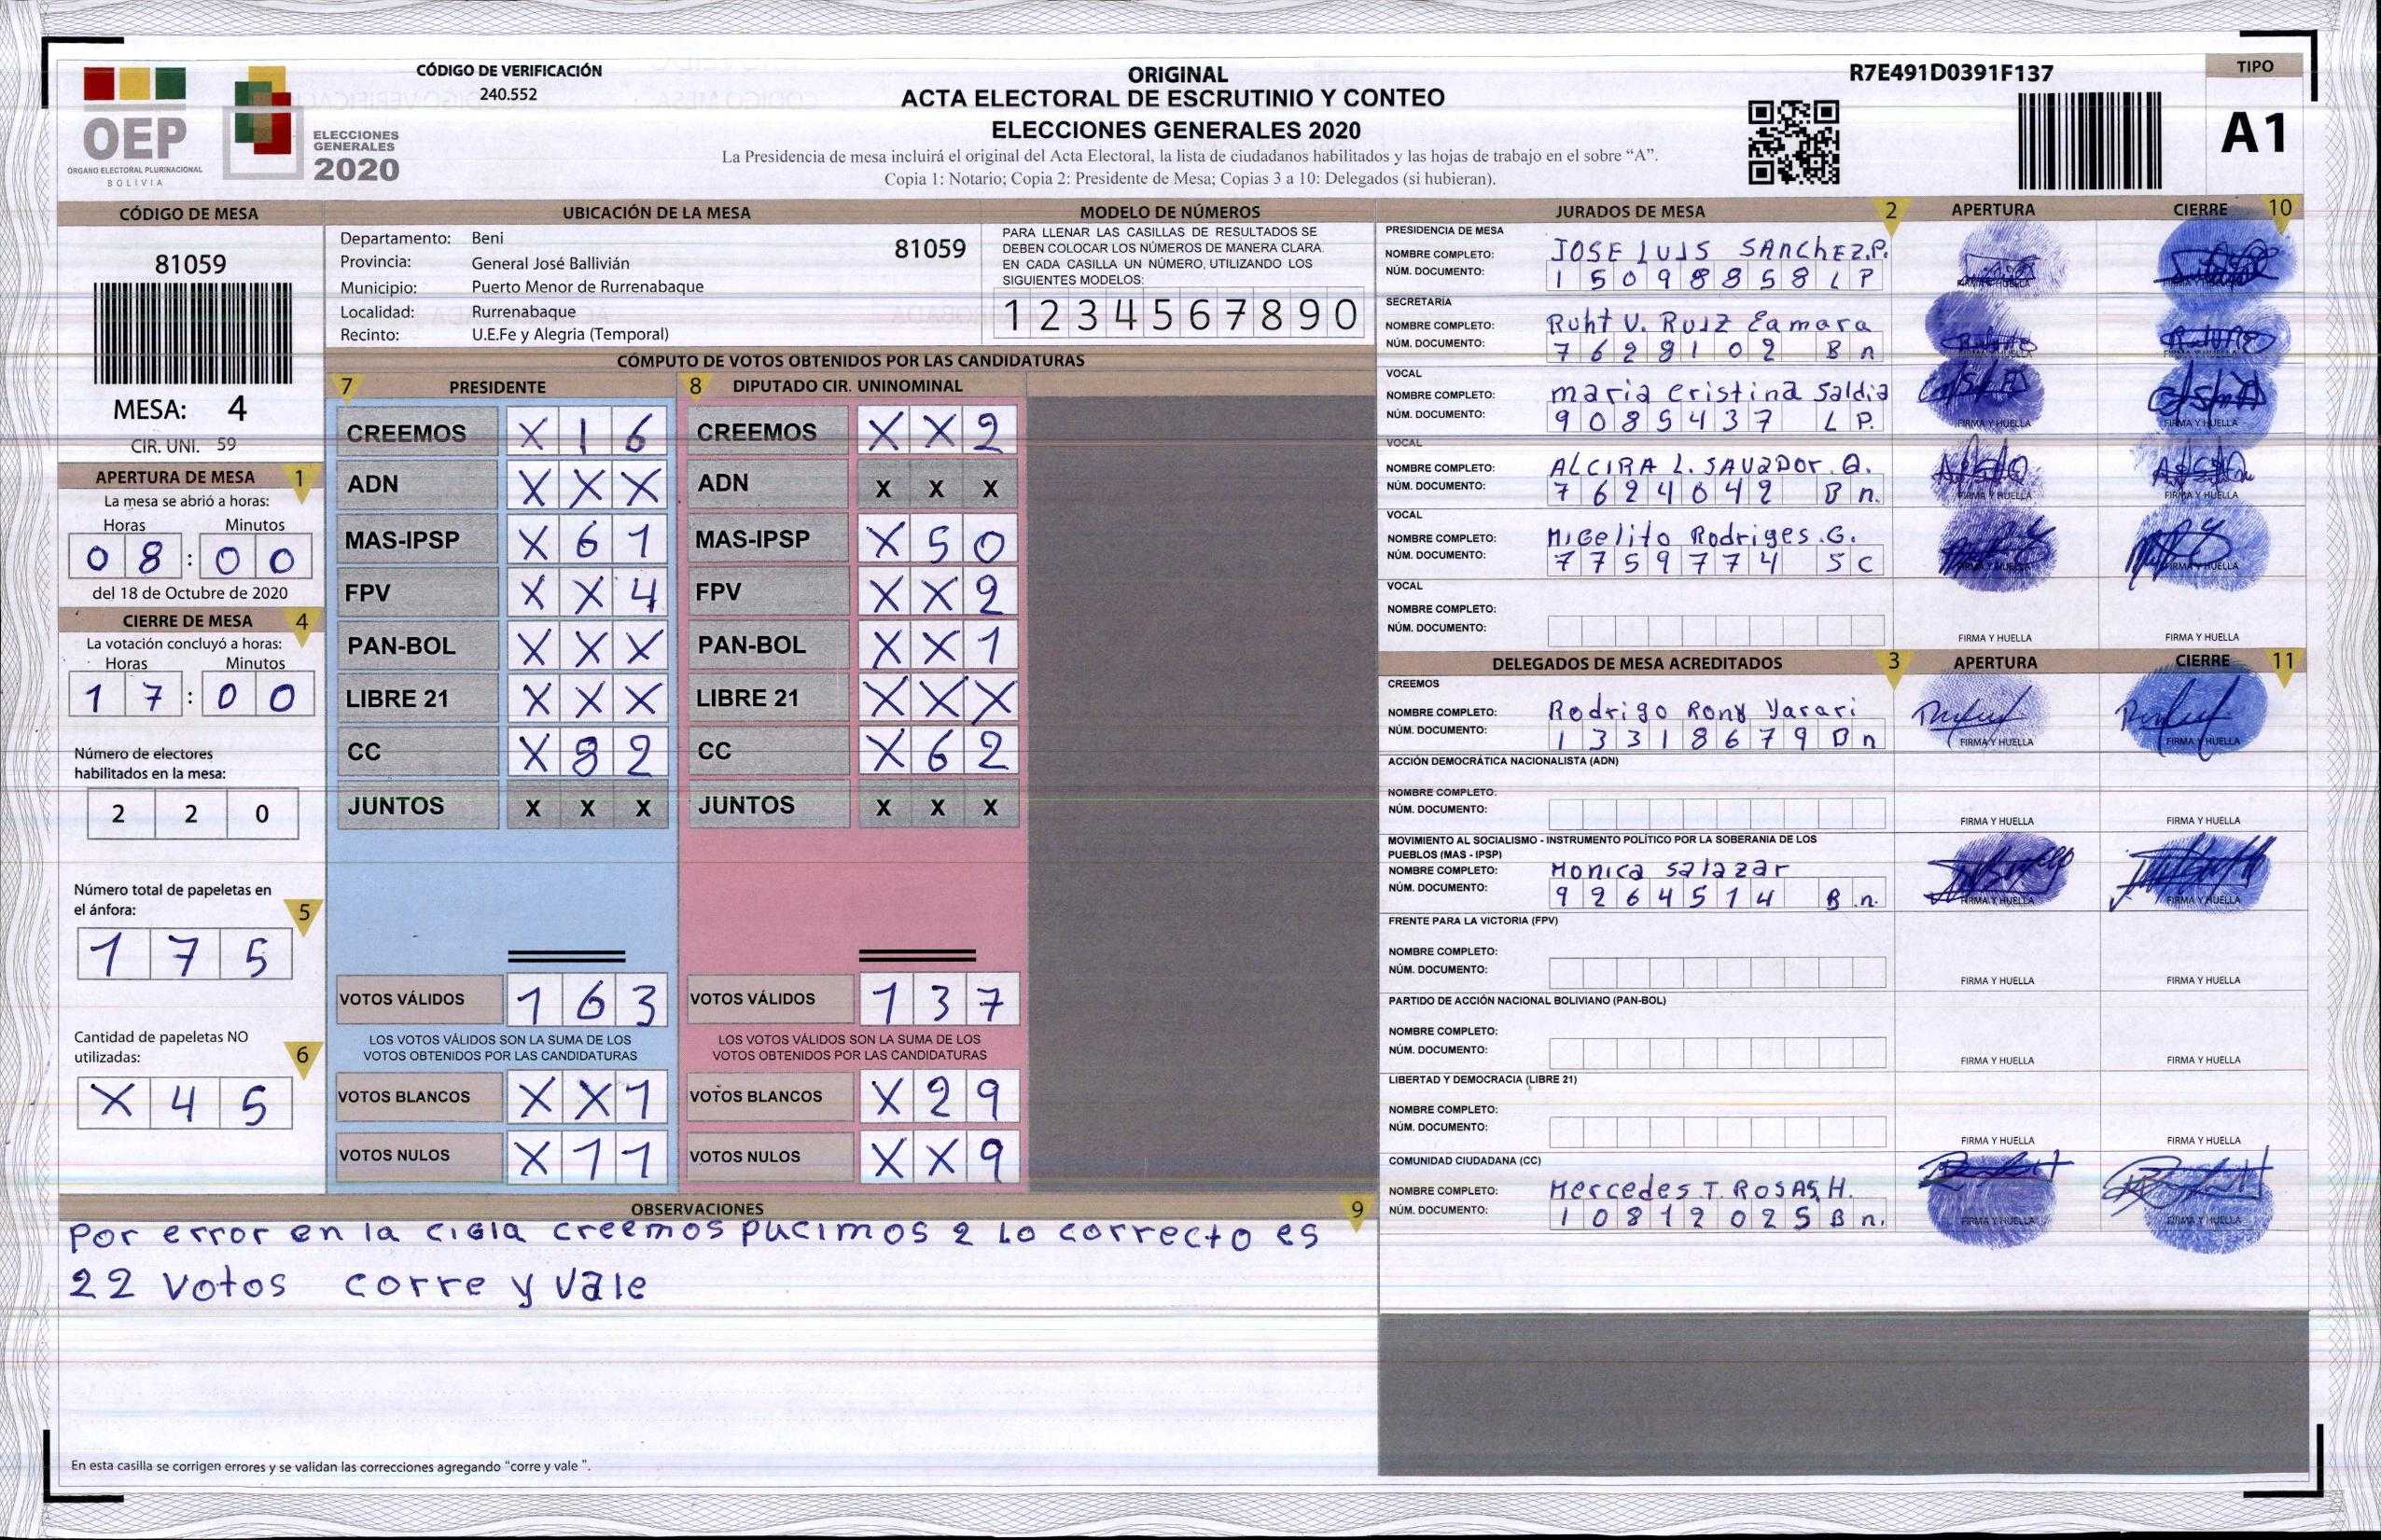 CÓDIGO DE VERIFICACIÓN
240.552
ORIGINAL
ACTA ELECTORAL DE ESCRUTINIO Y CONTEO
ELECCIONES GENERALES 2020
La Presidencia de mesa incluirá el original del Acta Electoral, la lista de ciudadanos habilitados y las hojas de trabajo en el sobre “A”.
Copia 1: Notario; Copia 2: Presidente de Mesa; Copias 3 a 10: Delegados (si hubieran).
R7E491D0391F137
TIPO
A1
OEP
ÓRGANO ELECTORAL PLURINACIONAL
BOLIVIA
ELECCIONES
GENERALES
2020
CÓDIGO DE MESA
81059
MESA: 4
CIR. UNI. 59
APERTURA DE MESA 1
La mesa se abrió a horas:
Horas Minutos
0 8 : 0 0
del 18 de Octubre de 2020
CIERRE DE MESA 4
La votación concluyó a horas:
Horas Minutos
1 7 : 0 0
Número de electores
habilitados en la mesa:
2 2 0
Número total de papeletas en
el ánfora: 5
1 7 5
Cantidad de papeletas NO
utilizadas: 6
X 4 5
UBICACIÓN DE LA MESA
Departamento: Beni
81059
Provincia: General José Ballivián
Municipio: Puerto Menor de Rurrenabaque
Localidad: Rurrenabaque
Recinto: U.E.Fe y Alegria (Temporal)
MODELO DE NÚMEROS
PARA LLENAR LAS CASILLAS DE RESULTADOS SE
DEBEN COLOCAR LOS NÚMEROS DE MANERA CLARA.
EN CADA CASILLA UN NÚMERO, UTILIZANDO LOS
SIGUIENTES MODELOS:
1 2 3 4 5 6 7 8 9 0
CÓMPUTO DE VOTOS OBTENIDOS POR LAS CANDIDATURAS
7 PRESIDENTE
CREEMOS X 1 6
ADN X X X
MAS-IPSP X 6 1
FPV X X 4
PAN-BOL X X X
LIBRE 21 X X X
CC X 8 2
JUNTOS X X X
VOTOS VÁLIDOS 1 6 3
LOS VOTOS VÁLIDOS SON LA SUMA DE LOS
VOTOS OBTENIDOS POR LAS CANDIDATURAS
VOTOS BLANCOS X X 1
VOTOS NULOS X 1 1
8 DIPUTADO CIR. UNINOMINAL
CREEMOS X X 2
ADN X X X
MAS-IPSP X 5 0
FPV X X 2
PAN-BOL X X 1
LIBRE 21 X X X
CC X 6 2
JUNTOS X X X
VOTOS VÁLIDOS 1 3 7
LOS VOTOS VÁLIDOS SON LA SUMA DE LOS
VOTOS OBTENIDOS POR LAS CANDIDATURAS
VOTOS BLANCOS X 2 9
VOTOS NULOS X X 9
OBSERVACIONES 9
Por error en la cigla creemos pucimos 2 Lo correcto es
22 votos corre y vale
En esta casilla se corrigen errores y se validan las correcciones agregando “corre y vale ”.
JURADOS DE MESA 2 APERTURA CIERRE 10
PRESIDENCIA DE MESA
NOMBRE COMPLETO: JOSE LUIS SANchEZ.P.
NÚM. DOCUMENTO: 1 5 0 9 8 8 5 8 L P
FIRMA Y HUELLA
SECRETARÍA
NOMBRE COMPLETO: Ruht V. Ruiz Camara
NÚM. DOCUMENTO: 7 6 2 9 1 0 2 B n
FIRMA Y HUELLA FIRMA Y HUELLA
VOCAL
NOMBRE COMPLETO: maria cristina Saldia
NÚM. DOCUMENTO: 9 0 8 5 4 3 7 L P.
FIRMA Y HUELLA FIRMA Y HUELLA
VOCAL
NOMBRE COMPLETO: ALCIRA L. SAVADOr. Q.
NÚM. DOCUMENTO: 7 6 2 4 0 4 2 B n.
FIRMA Y HUELLA FIRMA Y HUELLA
VOCAL
NOMBRE COMPLETO: MiGelito Rodriges.G.
NÚM. DOCUMENTO: 7 7 5 9 7 7 4 S C
FIRMA Y HUELLA FIRMA Y HUELLA
VOCAL
NOMBRE COMPLETO:
NÚM. DOCUMENTO:
FIRMA Y HUELLA FIRMA Y HUELLA
DELEGADOS DE MESA ACREDITADOS 3 APERTURA CIERRE 11
CREEMOS
NOMBRE COMPLETO: Rodrigo Rony Yarari
NÚM. DOCUMENTO: 1 3 3 1 8 6 7 9 B n
FIRMA Y HUELLA FIRMA Y HUELLA
ACCIÓN DEMOCRÁTICA NACIONALISTA (ADN)
NOMBRE COMPLETO:
NÚM. DOCUMENTO:
FIRMA Y HUELLA FIRMA Y HUELLA
MOVIMIENTO AL SOCIALISMO - INSTRUMENTO POLÍTICO POR LA SOBERANIA DE LOS
PUEBLOS (MAS - IPSP)
NOMBRE COMPLETO: Monica Salazar
NÚM. DOCUMENTO: 9 2 6 4 5 1 4 B n.
FIRMA Y HUELLA FIRMA Y HUELLA
FRENTE PARA LA VICTORIA (FPV)
NOMBRE COMPLETO:
NÚM. DOCUMENTO:
FIRMA Y HUELLA FIRMA Y HUELLA
PARTIDO DE ACCIÓN NACIONAL BOLIVIANO (PAN-BOL)
NOMBRE COMPLETO:
NÚM. DOCUMENTO:
FIRMA Y HUELLA FIRMA Y HUELLA
LIBERTAD Y DEMOCRACIA (LIBRE 21)
NOMBRE COMPLETO:
NÚM. DOCUMENTO:
FIRMA Y HUELLA FIRMA Y HUELLA
COMUNIDAD CIUDADANA (CC)
NOMBRE COMPLETO: Mercedes.T. ROSAS H.
NÚM. DOCUMENTO: 1 0 8 1 2 0 2 5 B n.
FIRMA Y HUELLA FIRMA Y HUELLA